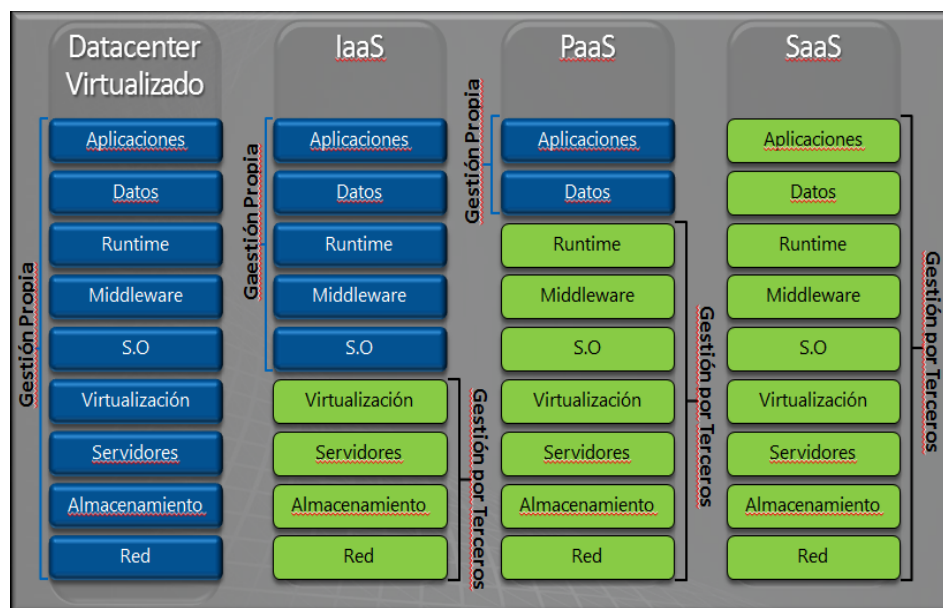 Datacenter
Virtualizado
Gestión Propia
Aplicaciones
Datos
Runtime
Middleware
S.O
Virtualización
Servidores
Almacenamiento
Red
IaaS
Gaestión Propia
Aplicaciones
Datos
Runtime
Middleware
S.O
Virtualización
Servidores
Almacenamiento
Red
Gestión por Terceros
PaaS
Gestión Propia
Aplicaciones
Datos
Runtime
Middleware
S.O
Virtualización
Servidores
Almacenamiento
Red
Gestión por Terceros
SaaS
Aplicaciones
Datos
Runtime
Middleware
S.O
Virtualización
Servidores
Almacenamiento
Red
Gestión por Terceros